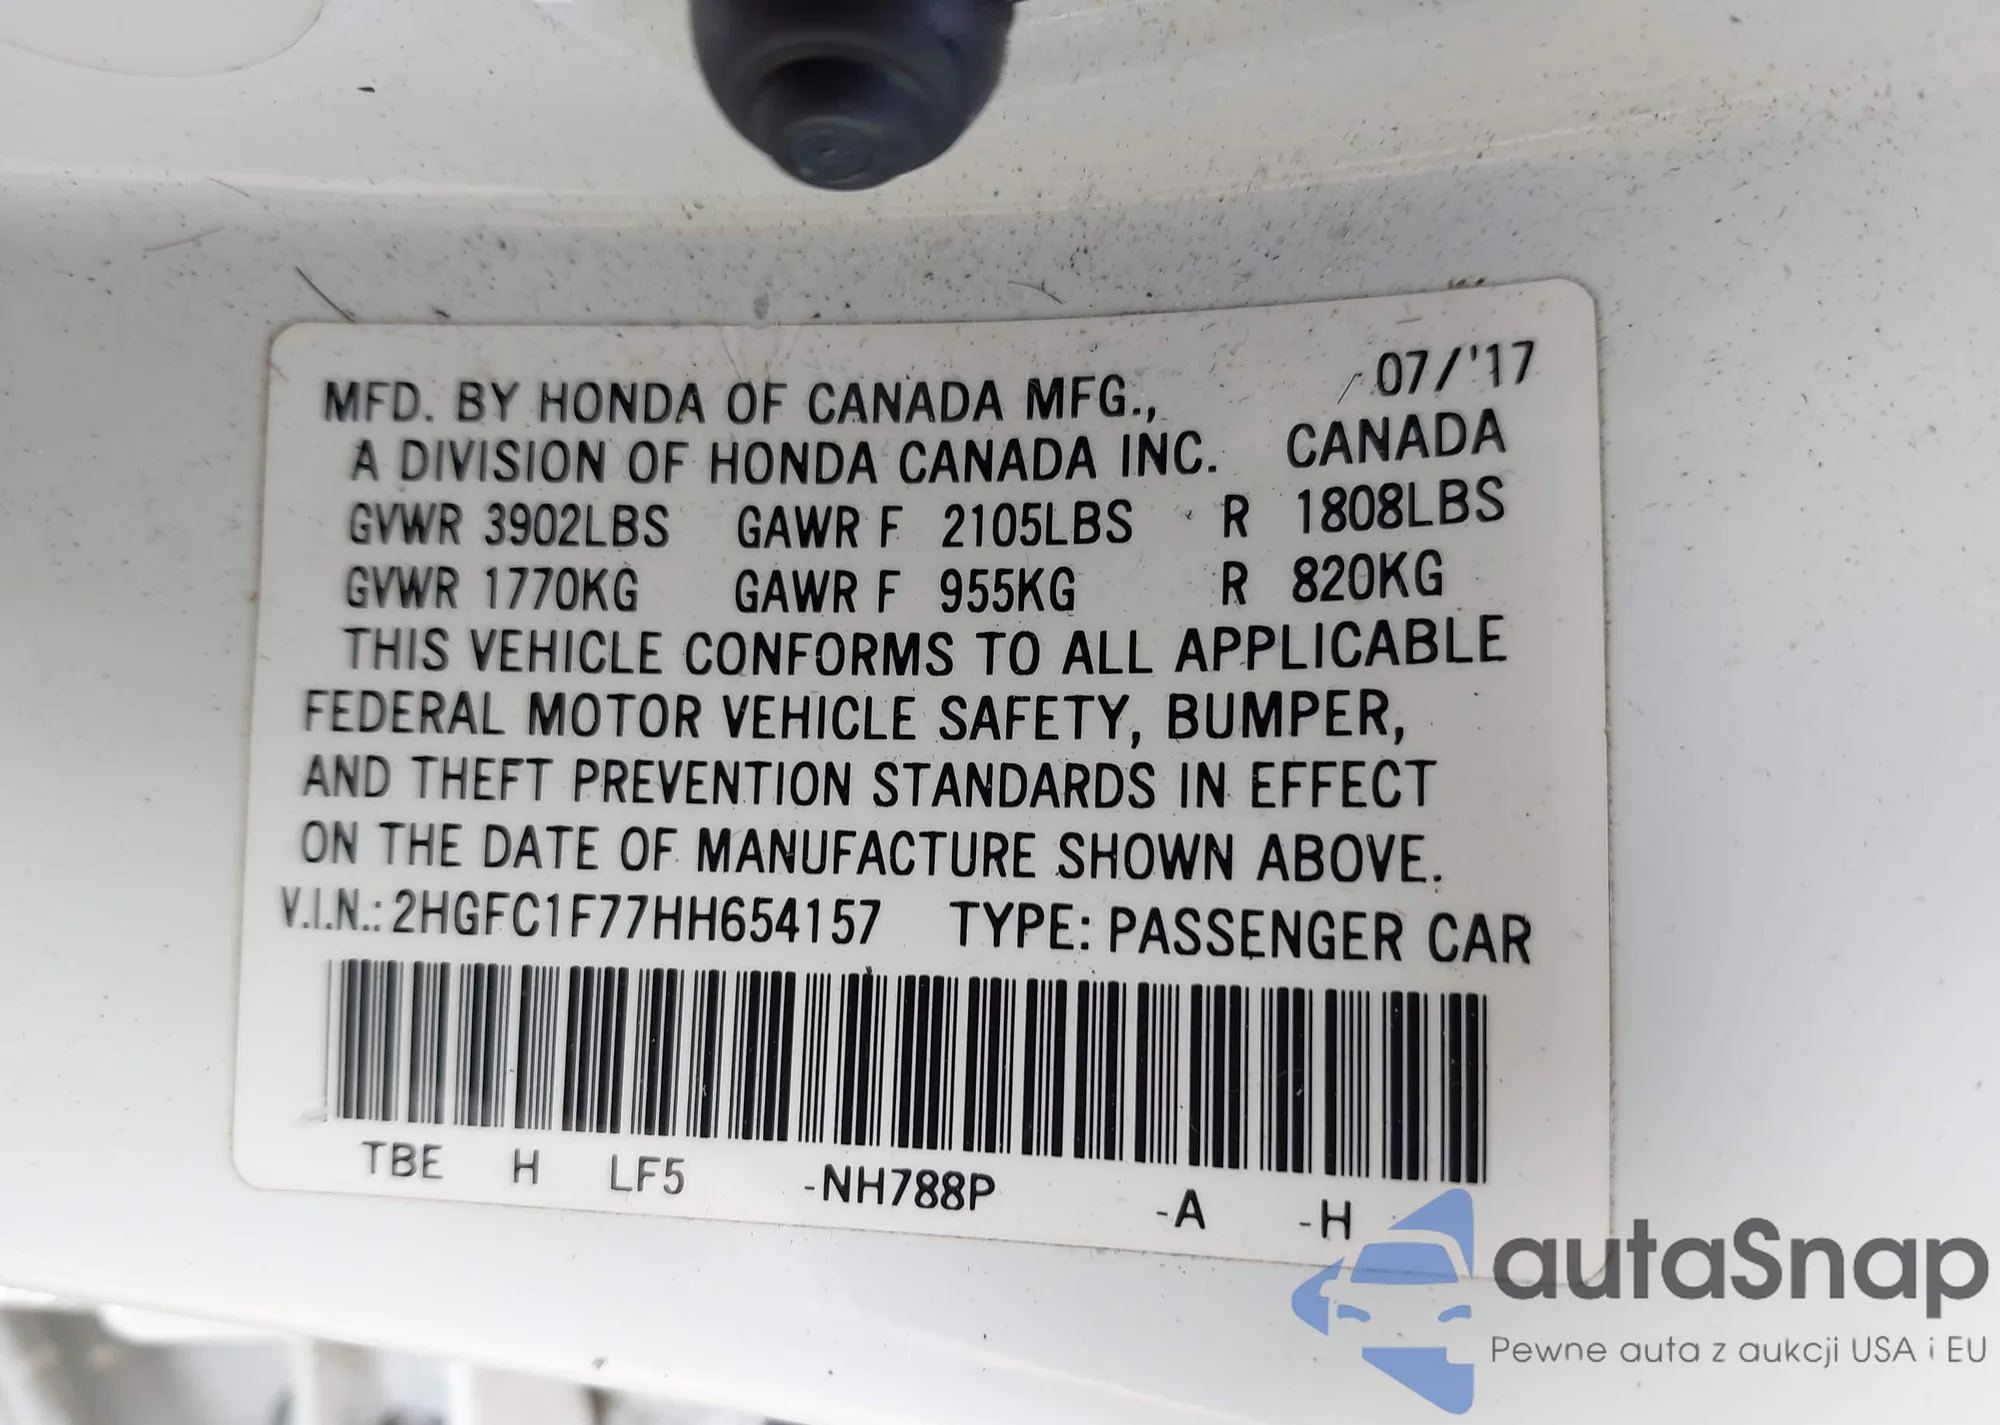 07/'17
MFD. BY HONDA OF CANADA MFG.,
A DIVISION OF HONDA CANADA INC. CANADA
GVWR 3902LBS GAWR F 2105LBS R 1808LBS
GVWR 1770KG GAWR F 955KG R 820KG
THIS VEHICLE CONFORMS TO ALL APPLICABLE
FEDERAL MOTOR VEHICLE SAFETY, BUMPER,
AND THEFT PREVENTION STANDARDS IN EFFECT
ON THE DATE OF MANUFACTURE SHOWN ABOVE.
V.I.N.: 2HGFC1F77HH654157 TYPE: PASSENGER CAR
TBE H LF5 -NH788P -A -H
autaSnap
Pewne auta z aukcji USA i EU